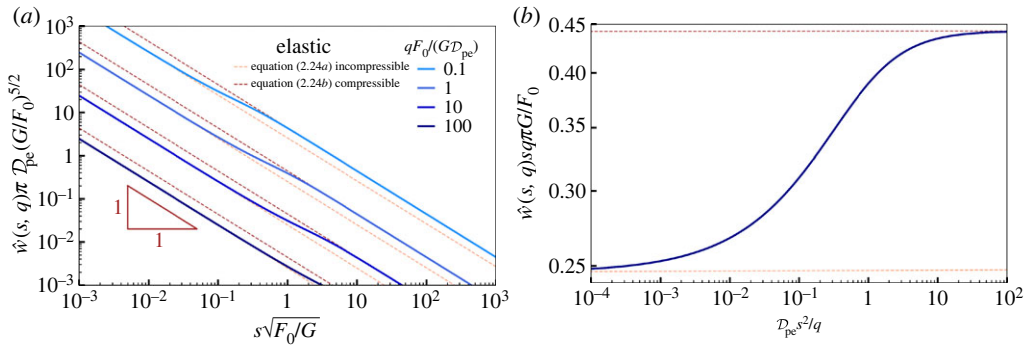 (a)
10³
10²
10
1
10⁻¹
10⁻²
10⁻³
ŵ(s, q)π 𝒟pe(G/F₀)^5/2
elastic
equation (2.24a) incompressible
equation (2.24b) compressible
qF₀/(G𝒟pe)
0.1
1
10
100
1
1
10⁻³ 10⁻² 10⁻¹ 1 10 10² 10³
s√F₀/G
(b)
0.45
0.40
0.35
0.30
0.25
ŵ(s, q)sqπG/F₀
10⁻⁴ 10⁻³ 10⁻² 10⁻¹ 1 10 10²
𝒟pe s²/q